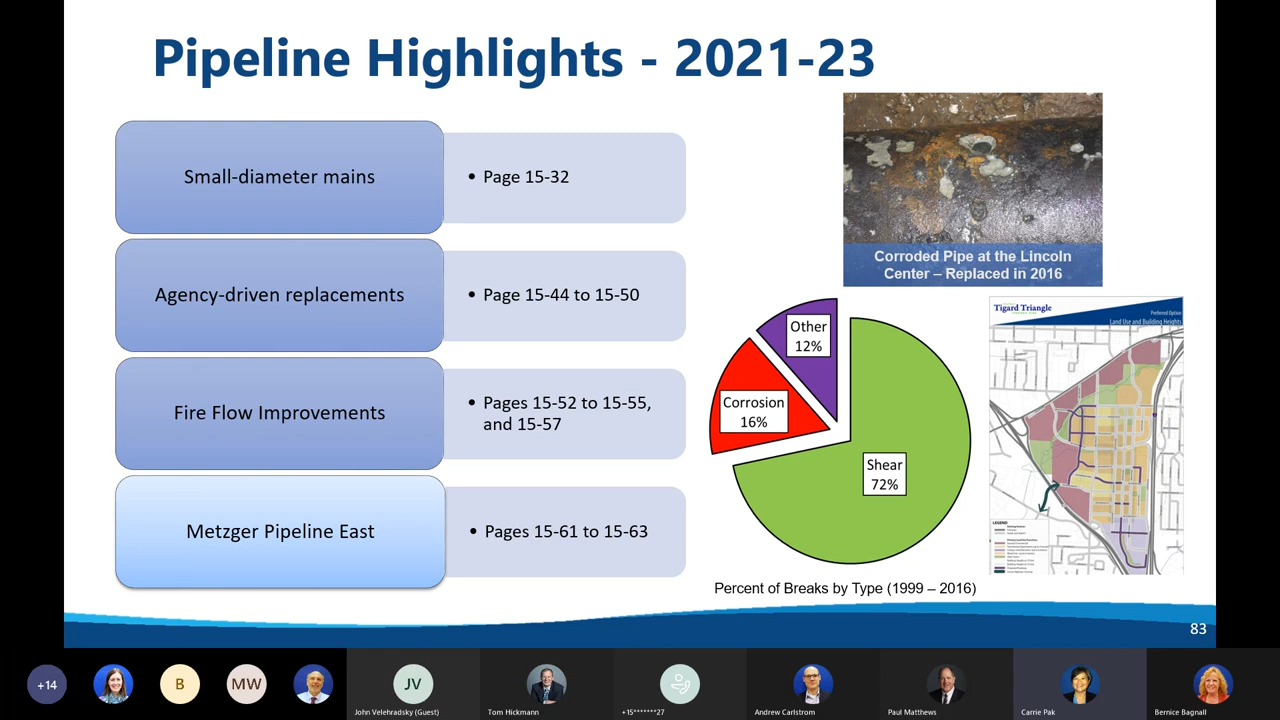 Pipeline Highlights - 2021-23
Small-diameter mains
• Page 15-32
Agency-driven replacements
• Page 15-44 to 15-50
Fire Flow Improvements
• Pages 15-52 to 15-55,
and 15-57
Metzger Pipeline East
• Pages 15-61 to 15-63
Corroded Pipe at the Lincoln
Center – Replaced in 2016
Other
12%
Corrosion
16%
Shear
72%
Percent of Breaks by Type (1999 – 2016)
Tigard Triangle
Preferred Option
Land Use and Building Heights
LEGEND
83
+14
B
MW
JV
John Velehradsky (Guest)
Tom Hickmann
+15*******27
Andrew Carlstrom
Paul Matthews
Carrie Pak
Bernice Bagnall